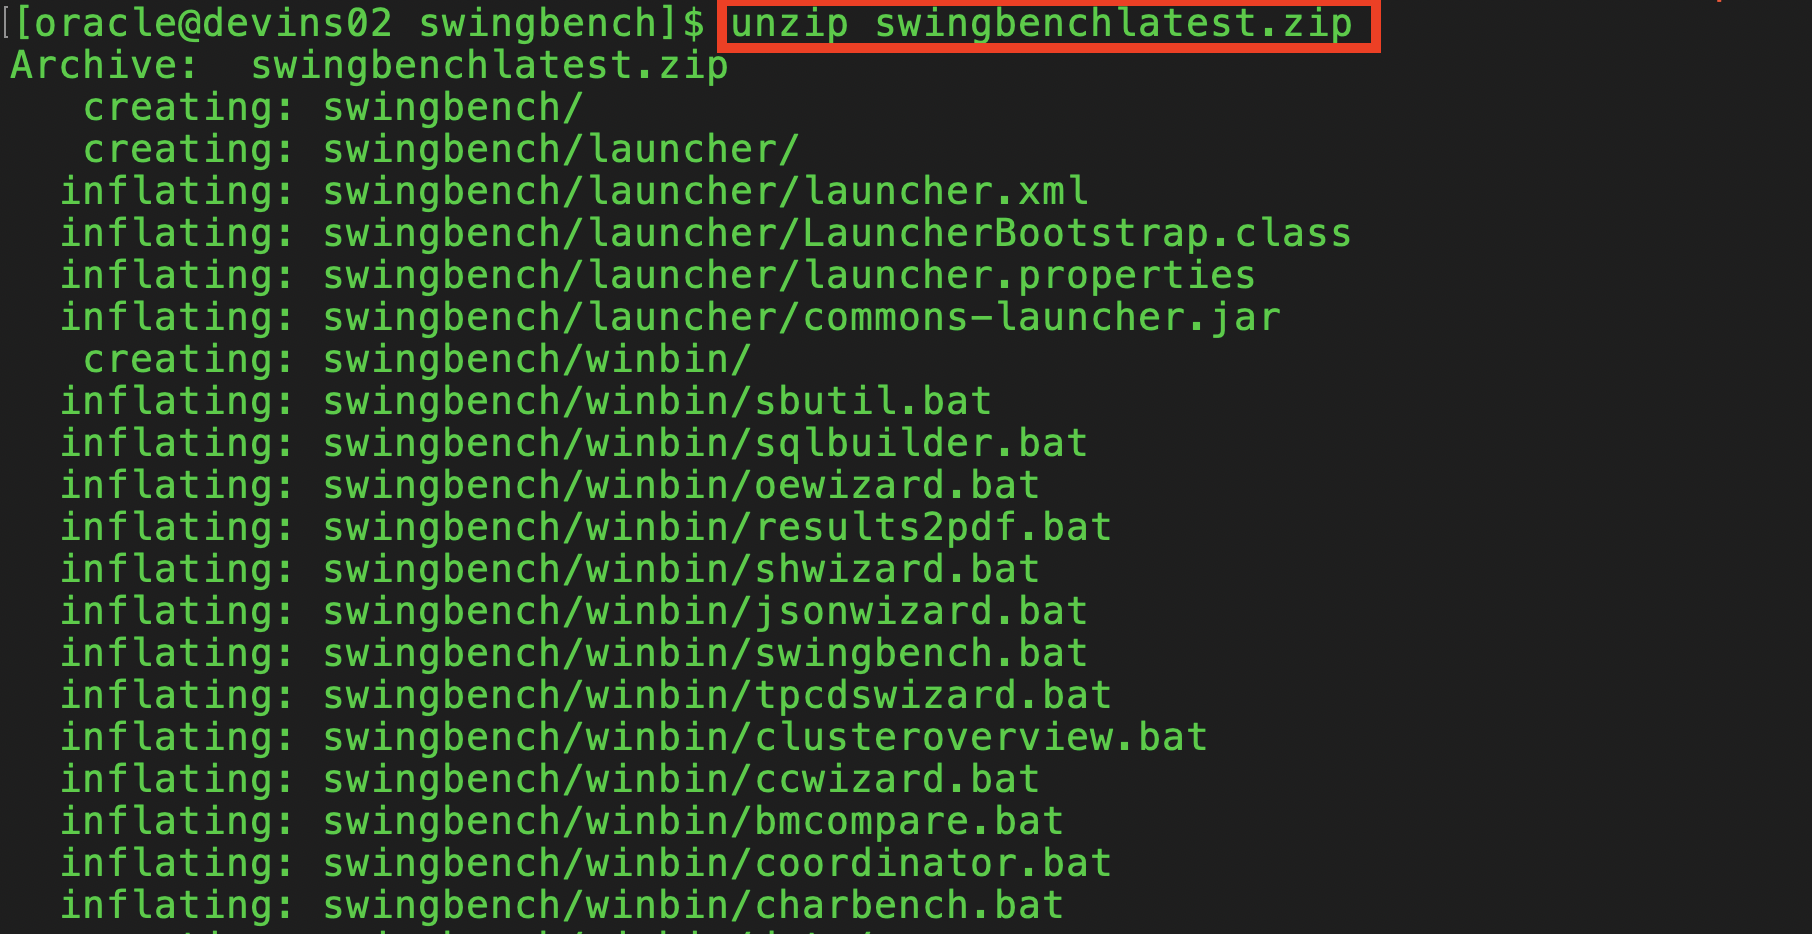 [[oracle@devins02 swingbench]$ unzip swingbenchlatest.zip
Archive:  swingbenchlatest.zip
   creating: swingbench/
   creating: swingbench/launcher/
  inflating: swingbench/launcher/launcher.xml
  inflating: swingbench/launcher/LauncherBootstrap.class
  inflating: swingbench/launcher/launcher.properties
  inflating: swingbench/launcher/commons-launcher.jar
   creating: swingbench/winbin/
  inflating: swingbench/winbin/sbutil.bat
  inflating: swingbench/winbin/sqlbuilder.bat
  inflating: swingbench/winbin/oewizard.bat
  inflating: swingbench/winbin/results2pdf.bat
  inflating: swingbench/winbin/shwizard.bat
  inflating: swingbench/winbin/jsonwizard.bat
  inflating: swingbench/winbin/swingbench.bat
  inflating: swingbench/winbin/tpcdswizard.bat
  inflating: swingbench/winbin/clusteroverview.bat
  inflating: swingbench/winbin/ccwizard.bat
  inflating: swingbench/winbin/bmcompare.bat
  inflating: swingbench/winbin/coordinator.bat
  inflating: swingbench/winbin/charbench.bat